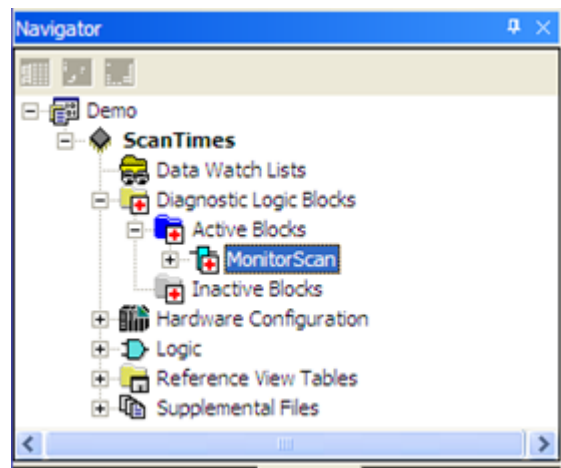 Navigator
Demo
ScanTimes
Data Watch Lists
Diagnostic Logic Blocks
Active Blocks
MonitorScan
Inactive Blocks
Hardware Configuration
Logic
Reference View Tables
Supplemental Files